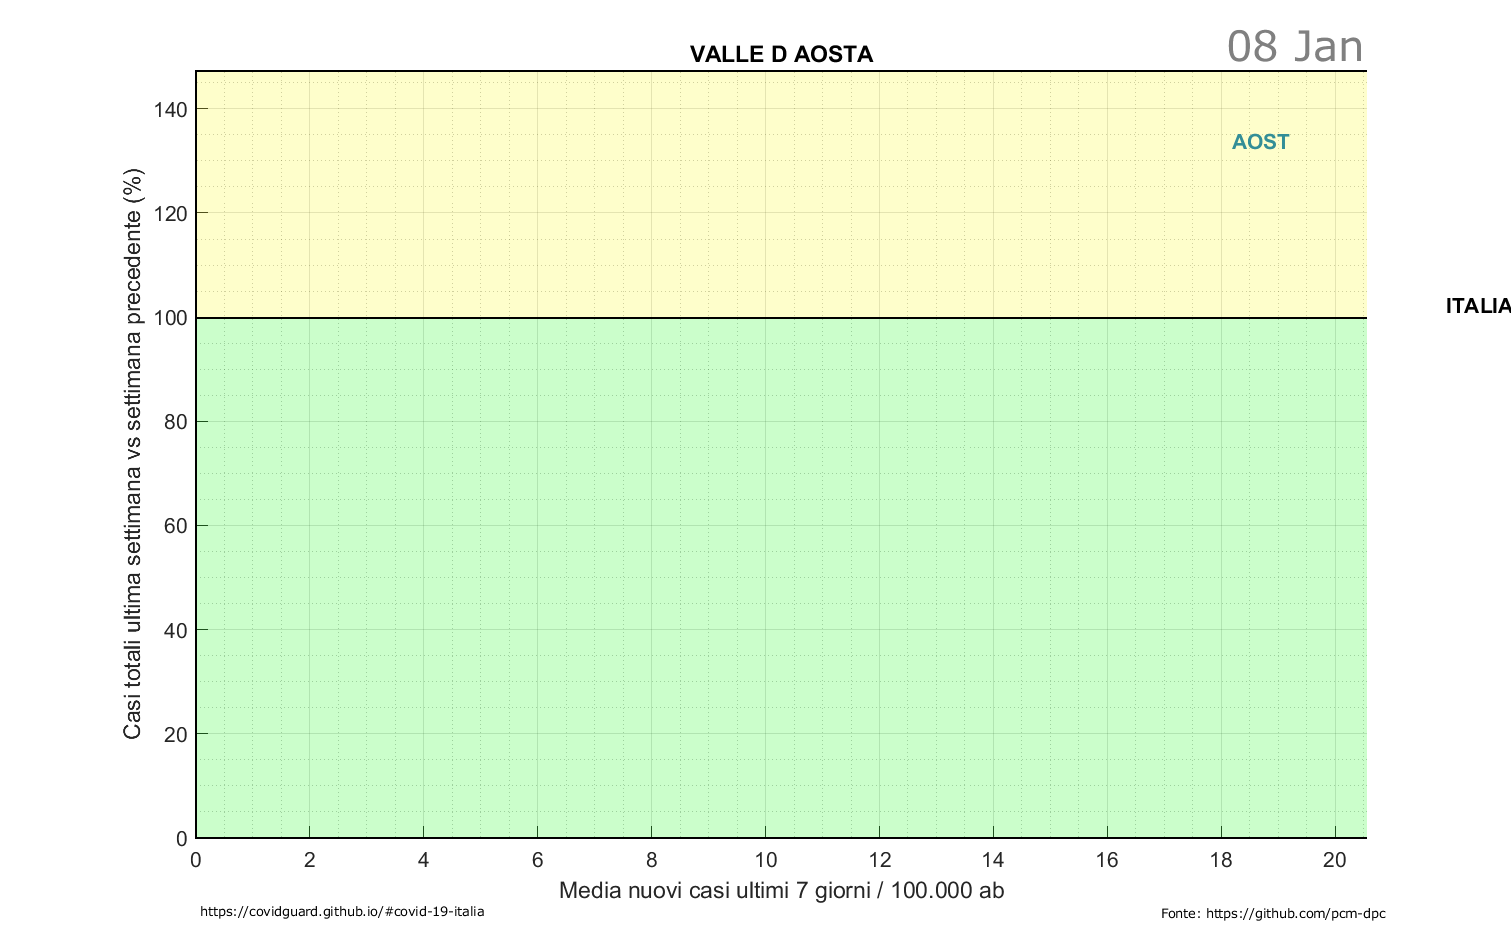 VALLE D AOSTA
08 Jan
140
AOST
120
ITALIA
100
80
60
40
20
0
Casi totali ultima settimana vs settimana precedente (%)
0 2 4 6 8 10 12 14 16 18 20
Media nuovi casi ultimi 7 giorni / 100.000 ab
https://covidguard.github.io/#covid-19-italia
Fonte: https://github.com/pcm-dpc